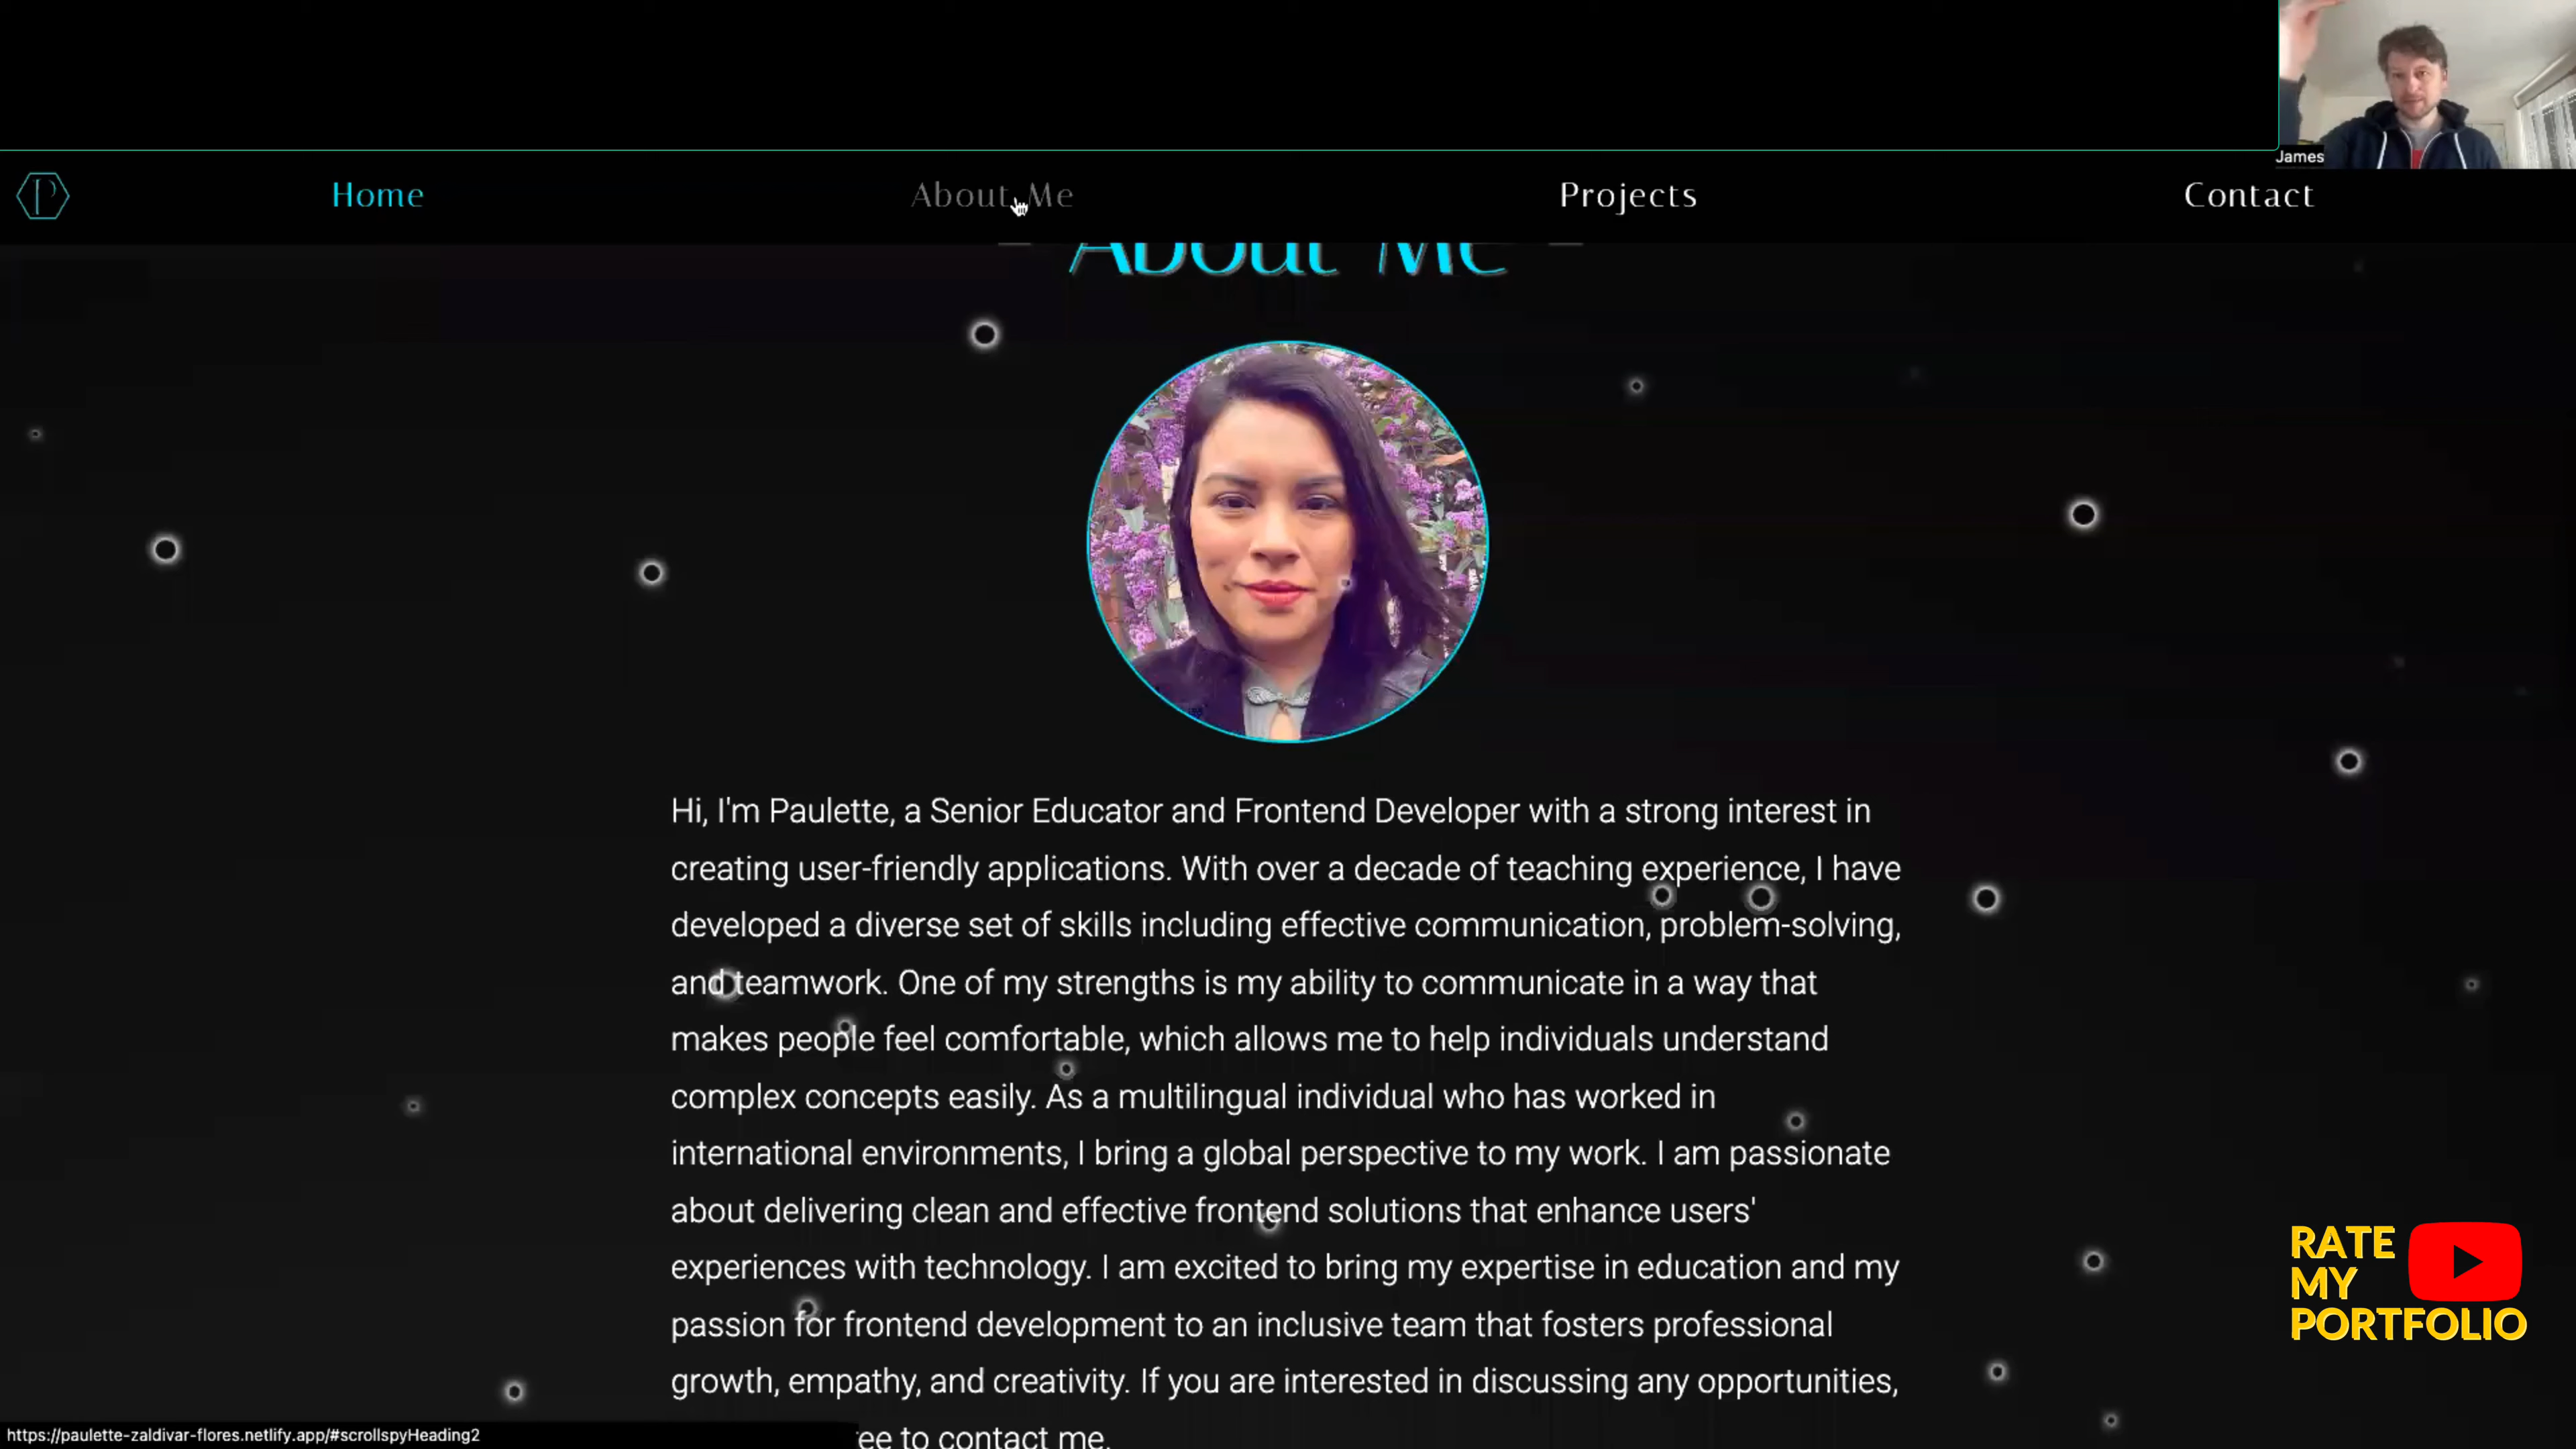 James
P
Home
About Me
Projects
Contact
About Me
Hi, I'm Paulette, a Senior Educator and Frontend Developer with a strong interest in
creating user-friendly applications. With over a decade of teaching experience, I have
developed a diverse set of skills including effective communication, problem-solving,
and teamwork. One of my strengths is my ability to communicate in a way that
makes people feel comfortable, which allows me to help individuals understand
complex concepts easily. As a multilingual individual who has worked in
international environments, I bring a global perspective to my work. I am passionate
about delivering clean and effective frontend solutions that enhance users'
experiences with technology. I am excited to bring my expertise in education and my
passion for frontend development to an inclusive team that fosters professional
growth, empathy, and creativity. If you are interested in discussing any opportunities,
ee to contact me.
https://paulette-zaldivar-flores.netlify.app/#scrollspyHeading2
RATE
MY
PORTFOLIO